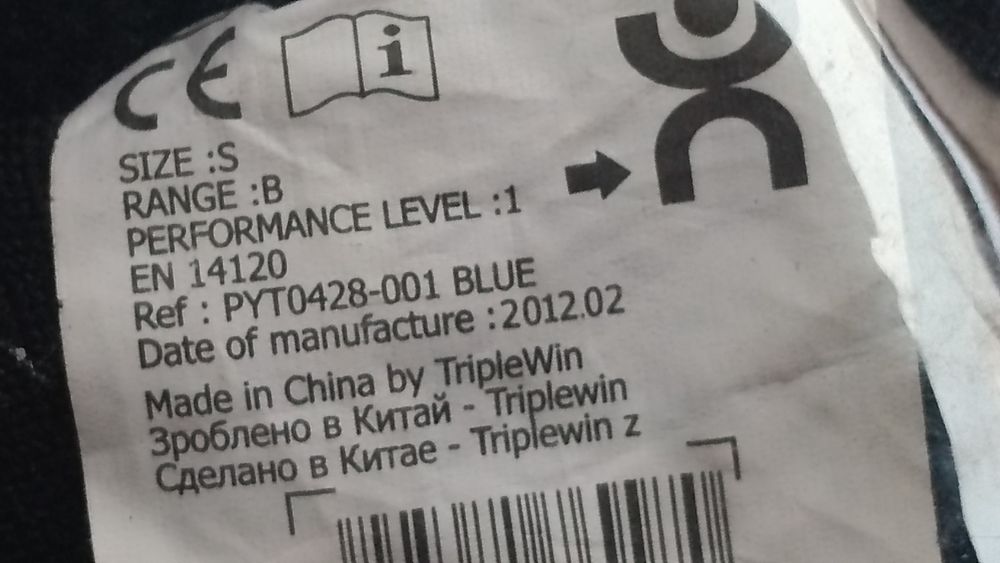 CE
i
SIZE :S
RANGE :B
PERFORMANCE LEVEL :1
EN 14120
Ref : PYT0428-001 BLUE
Date of manufacture :2012.02
Made in China by TripleWin
Зроблено в Китай - Triplewin
Сделано в Китае - Triplewin z